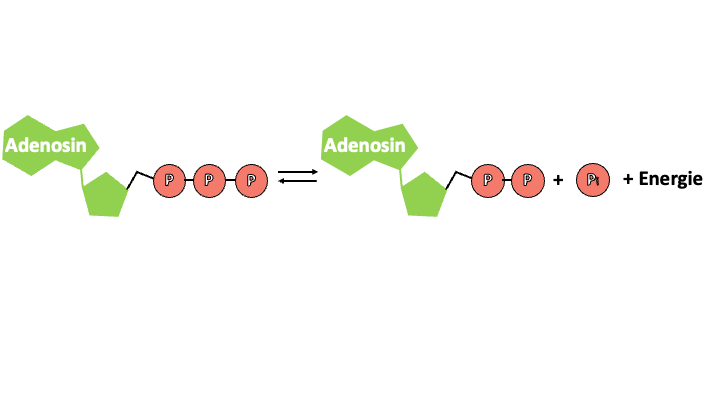 Adenosin
P P P
Adenosin
P P + Pi + Energie